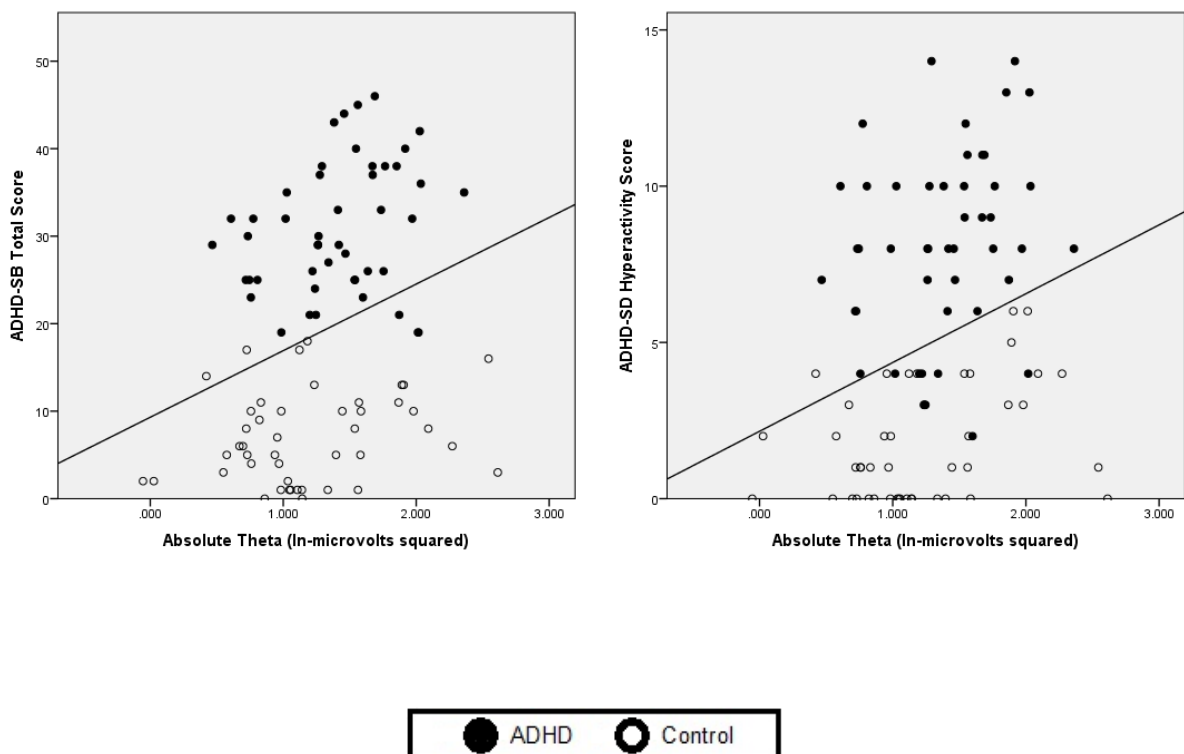 50
40
30
20
10
0
ADHD-SB Total Score
.000 1.000 2.000 3.000
Absolute Theta (ln-microvolts squared)
15
10
5
0
ADHD-SD Hyperactivity Score
.000 1.000 2.000 3.000
Absolute Theta (ln-microvolts squared)
ADHD Control